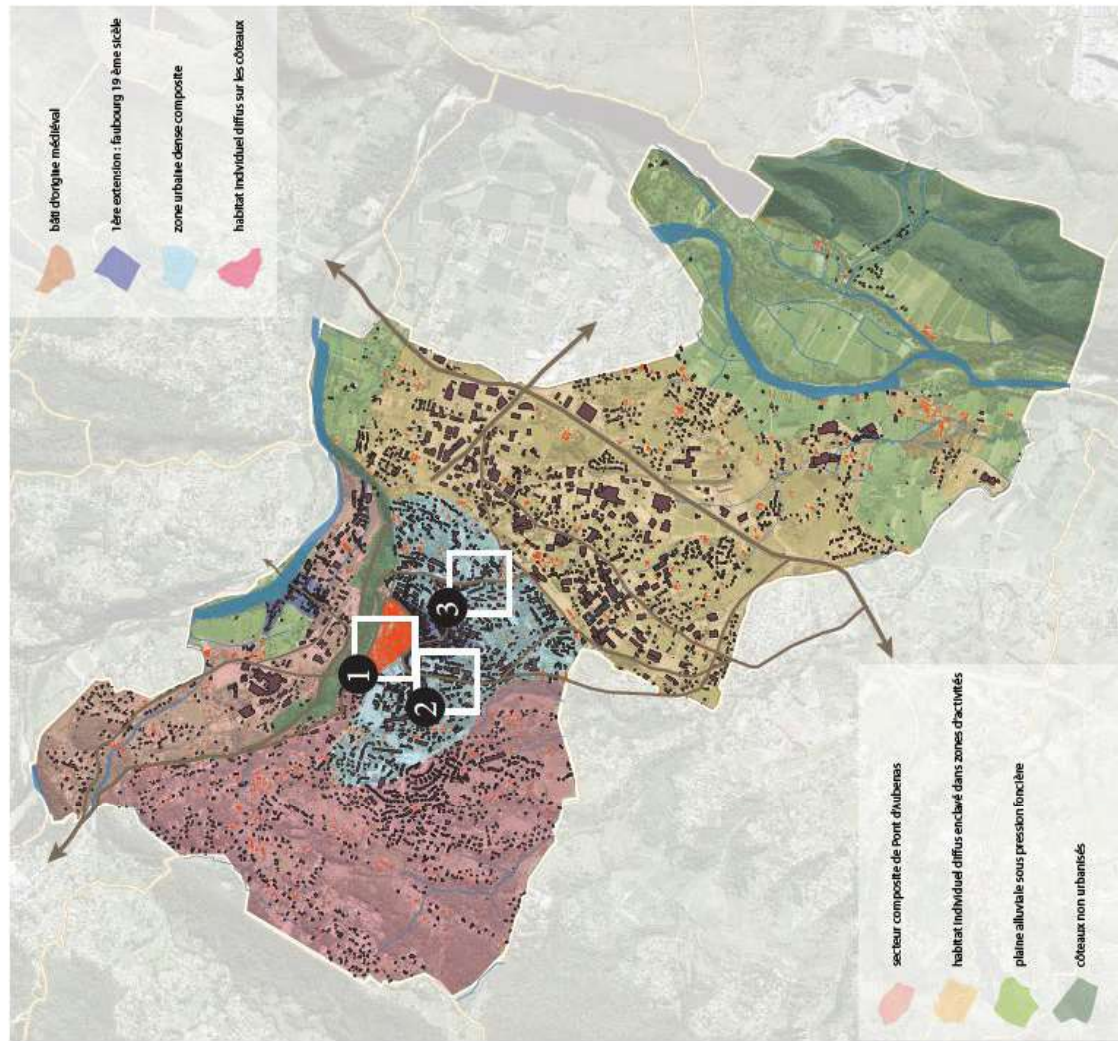 bâti d'origine médiéval
1ère extension : faubourg 19 ème sicèle
zone urbaine dense composite
habitat individuel diffus sur les côteaux
1
2
3
secteur composite de Pont d'Aubenas
habitat individuel diffus enclavé dans zones d'activités
plaine alluviale sous pression foncière
côteaux non urbanisés